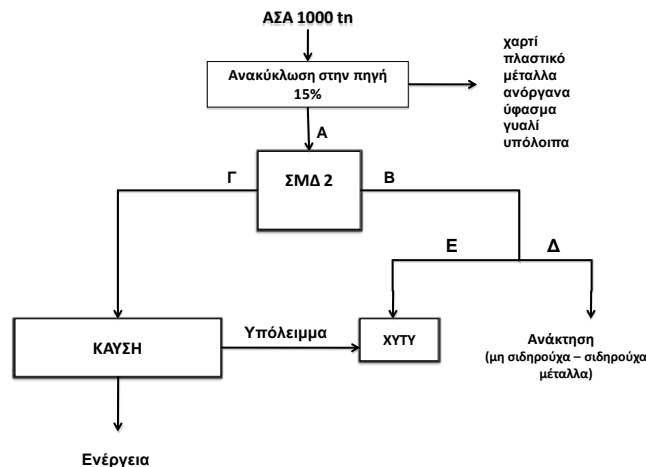 ΑΣΑ 1000 tn
Ανακύκλωση στην πηγή
15%
χαρτί
πλαστικό
μέταλλα
ανόργανα
ύφασμα
γυαλί
υπόλοιπα
Α
Γ
ΣΜΔ 2
Β
Ε
Δ
ΚΑΥΣΗ
Υπόλειμμα
ΧΥΤΥ
Ανάκτηση
(μη σιδηρούχα – σιδηρούχα
μέταλλα)
Ενέργεια